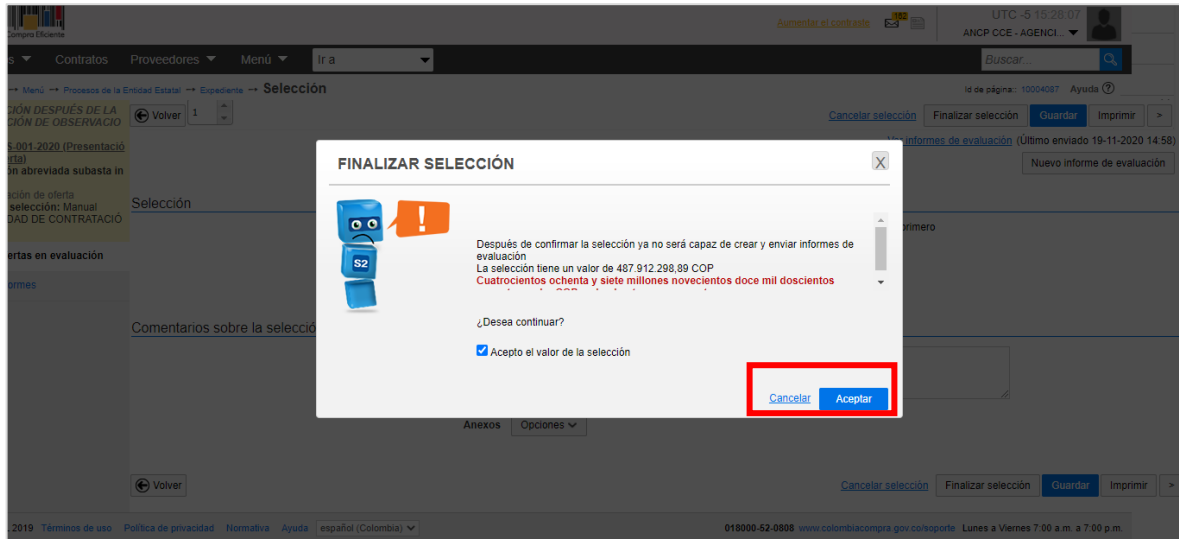 Compra Eficiente
Aumentar el contraste
162
UTC -5 15:28:07
ANCP CCE - AGENCI...
s Contratos Proveedores Menú Ir a Buscar...
Menú → Procesos de la Entidad Estatal → Expediente → Selección
Id de página:: 10004087 Ayuda ?
CIÓN DESPUÉS DE LA
CIÓN DE OBSERVACIO
Volver 1
Cancelar selección Finalizar selección Guardar Imprimir >
S-001-2020 (Presentació
erta)
ón abreviada subasta in
informes de evaluación (Último enviado 19-11-2020 14:58)
Nuevo informe de evaluación
ación de oferta
selección: Manual
DAD DE CONTRATACIÓ
Selección
primero
ertas en evaluación
ormes
FINALIZAR SELECCIÓN
X
!
S2
Después de confirmar la selección ya no será capaz de crear y enviar informes de
evaluación
La selección tiene un valor de 487.912.298,89 COP
Cuatrocientos ochenta y siete millones novecientos doce mil doscientos
¿Desea continuar?
Acepto el valor de la selección
Cancelar Aceptar
Comentarios sobre la selecció
Anexos Opciones
Volver
Cancelar selección Finalizar selección Guardar Imprimir >
2019 Términos de uso Política de privacidad Normativa Ayuda español (Colombia)
018000-52-0808 www.colombiacompra.gov.co/soporte Lunes a Viernes 7:00 a.m. a 7:00 p.m.